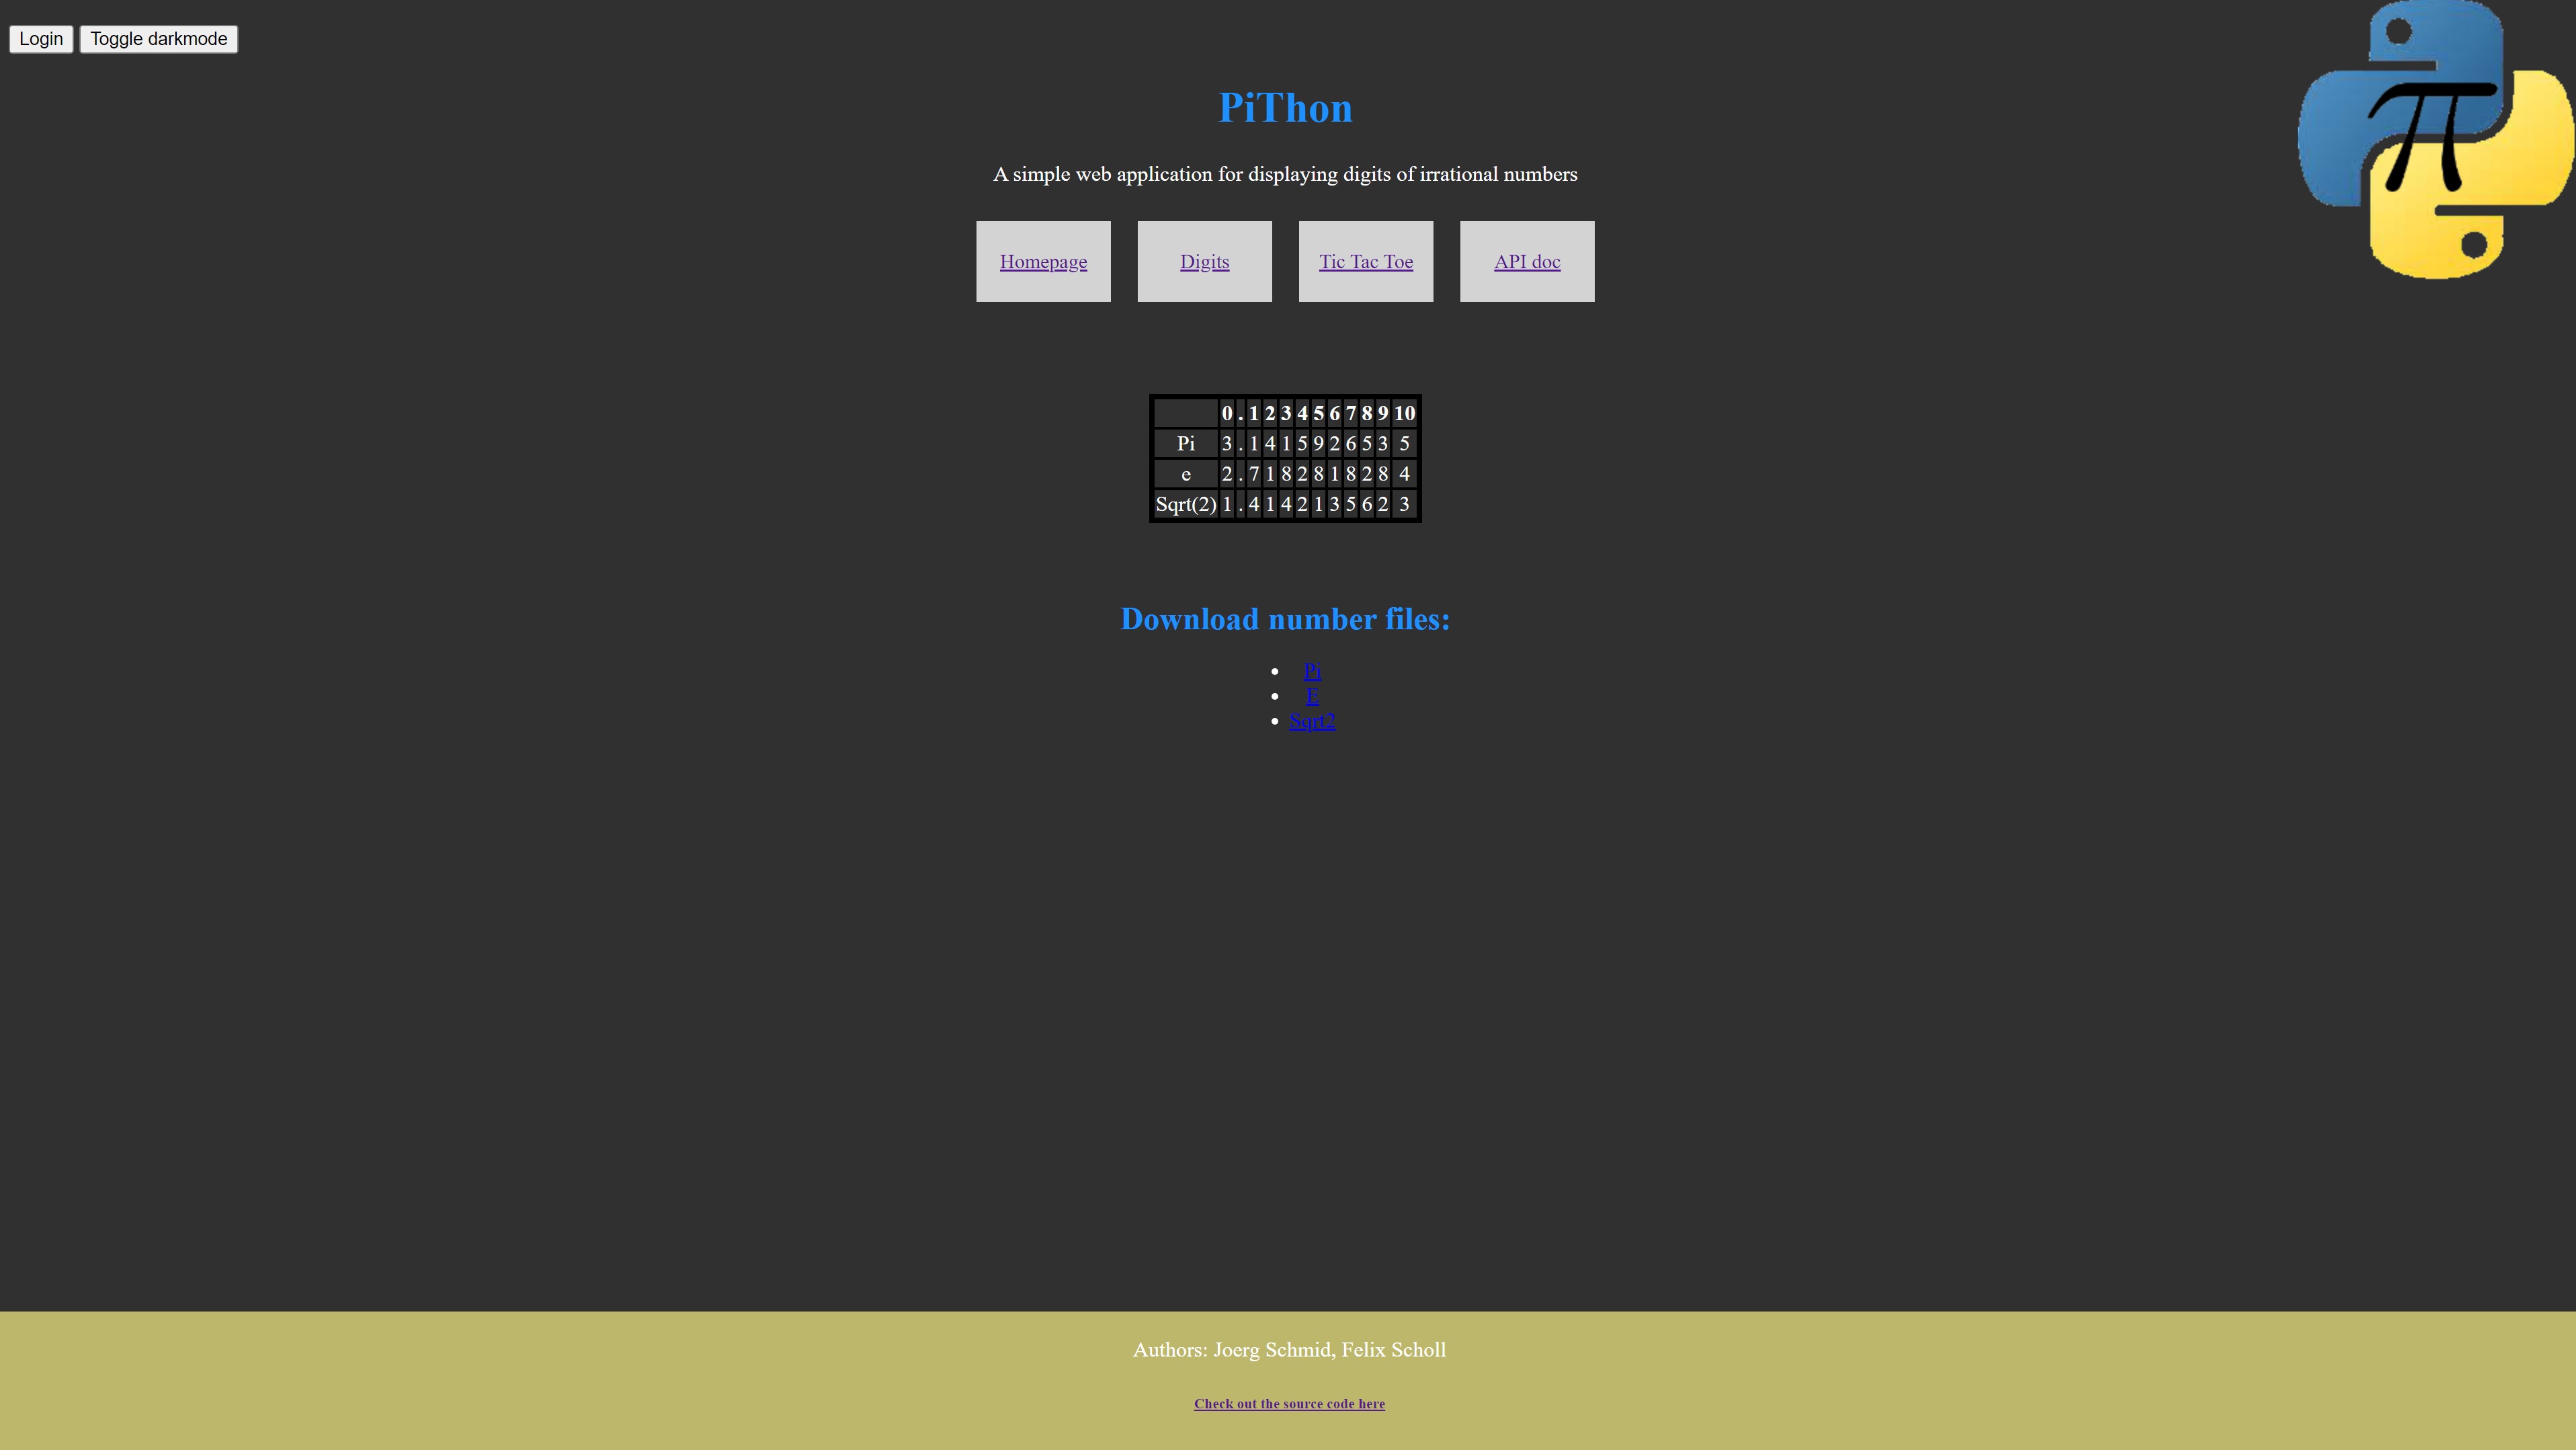 Login Toggle darkmode
PiThon
π
A simple web application for displaying digits of irrational numbers
Homepage Digits Tic Tac Toe API doc
0 . 1 2 3 4 5 6 7 8 9 10
Pi 3 . 1 4 1 5 9 2 6 5 3 5
e 2 . 7 1 8 2 8 1 8 2 8 4
Sqrt(2) 1 . 4 1 4 2 1 3 5 6 2 3
Download number files:
• Pi
• E
• Sqrt2
Authors: Joerg Schmid, Felix Scholl
Check out the source code here